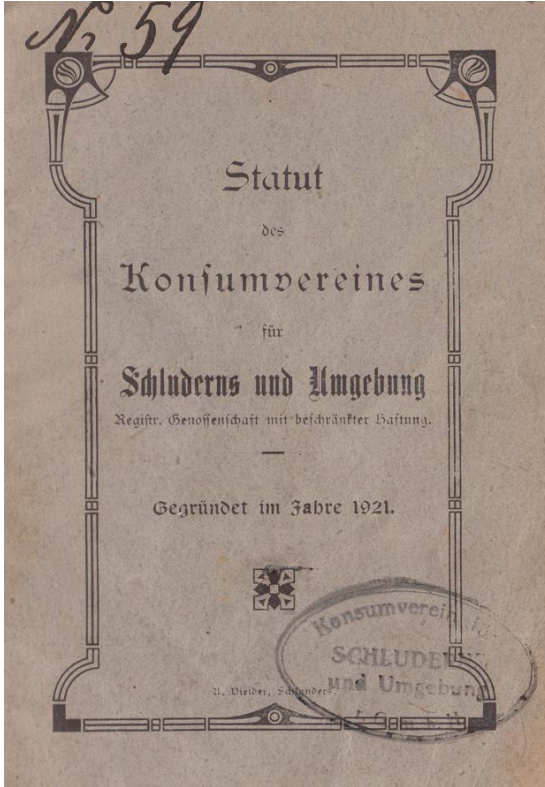 No 59
Statut
des
Konsumvereines
für
Schluderns und Umgebung
Registr. Genossenschaft mit beschränkter Haftung.
Gegründet im Jahre 1921.
Konsumverein
SCHLUDERNS
und Umgebung
Schlanders